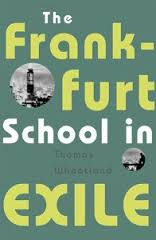 The
Frank-
furt
School in
Thomas
Wheatland
EXILE